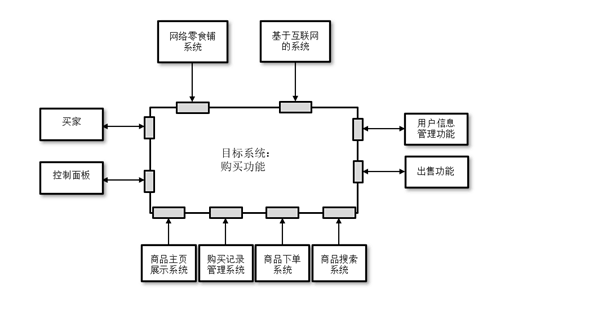 网络零食铺
系统
基于互联网
的系统
买家
用户信息
管理功能
目标系统：
购买功能
控制面板
出售功能
商品主页
展示系统
购买记录
管理系统
商品下单
系统
商品搜索
系统